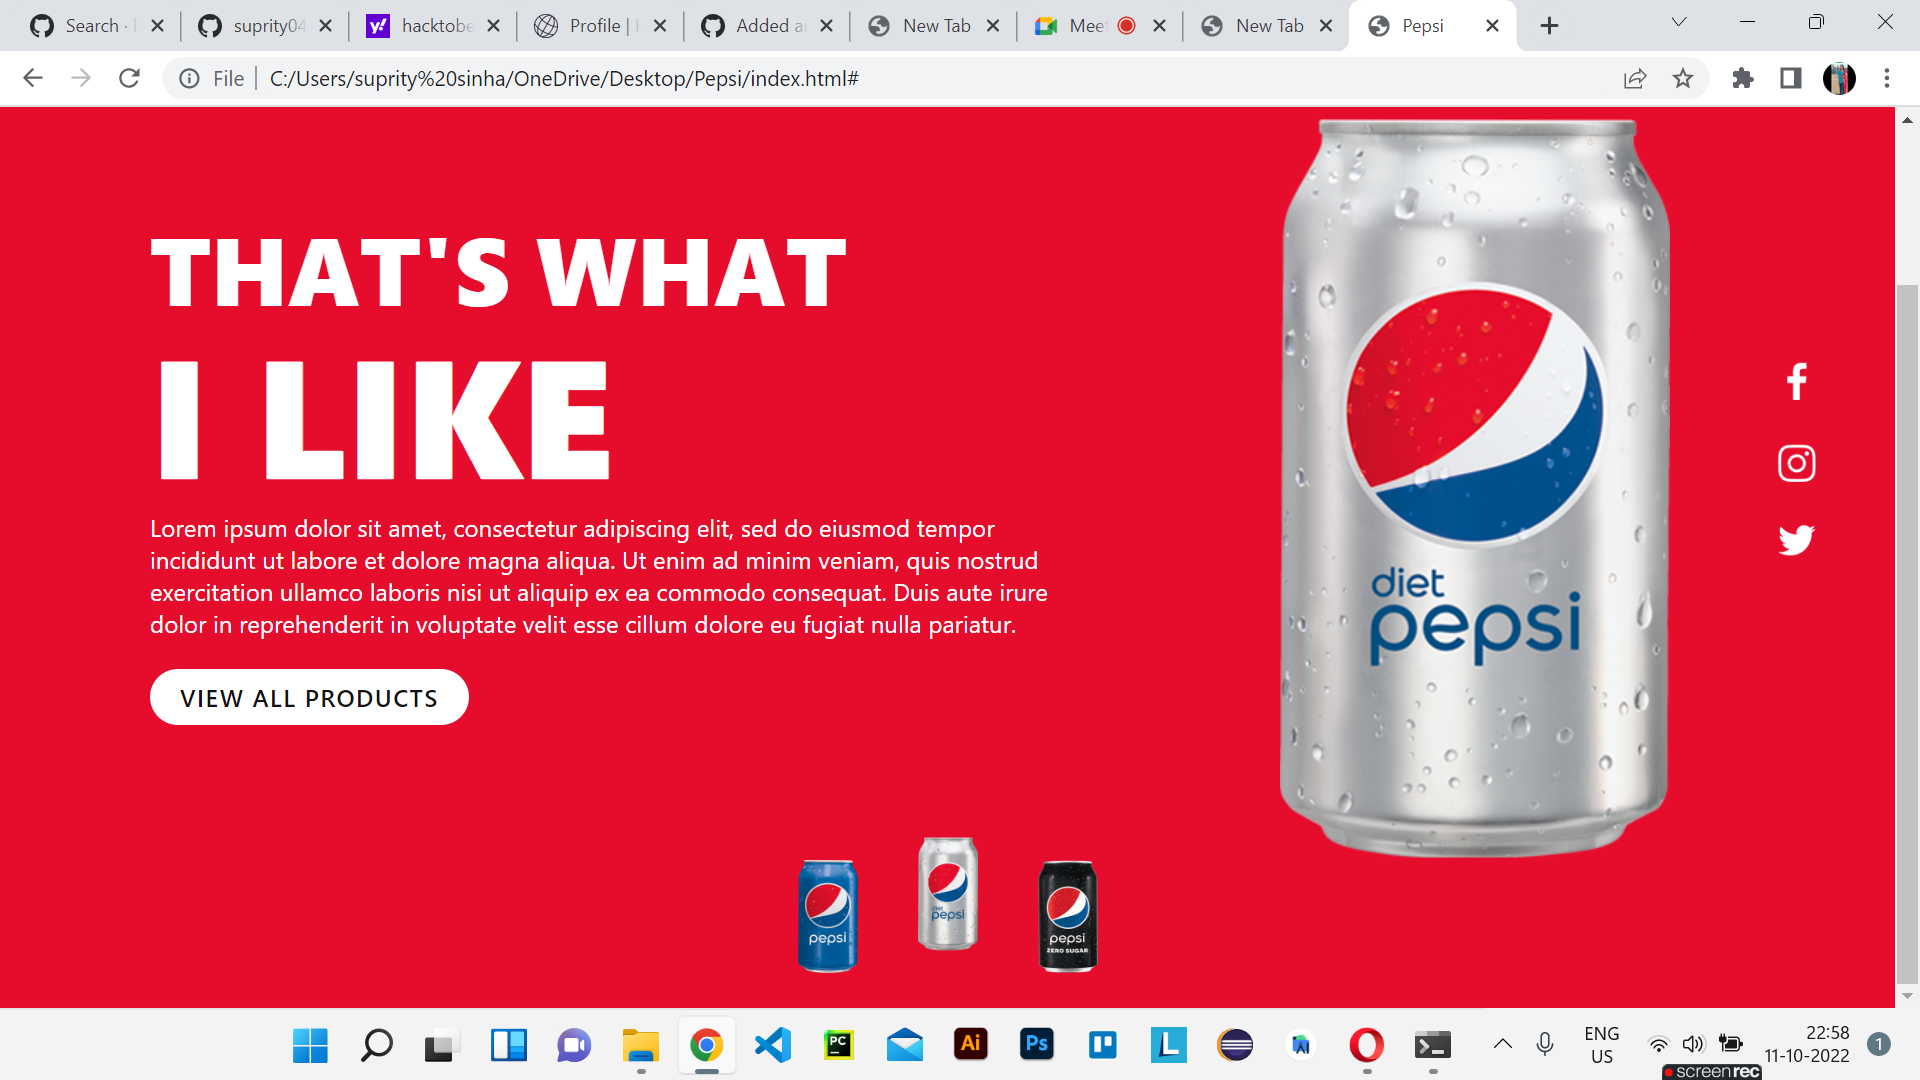 Search · h
suprity04
hacktobe
Profile | H
Added a
New Tab
Meet
New Tab
Pepsi
File
C:/Users/suprity%20sinha/OneDrive/Desktop/Pepsi/index.html#
THAT'S WHAT
I LIKE
Lorem ipsum dolor sit amet, consectetur adipiscing elit, sed do eiusmod tempor
incididunt ut labore et dolore magna aliqua. Ut enim ad minim veniam, quis nostrud
exercitation ullamco laboris nisi ut aliquip ex ea commodo consequat. Duis aute irure
dolor in reprehenderit in voluptate velit esse cillum dolore eu fugiat nulla pariatur.
VIEW ALL PRODUCTS
diet
pepsi
pepsi
diet
pepsi
pepsi
ZERO SUGAR
PC
Ai
Ps
L
AI
ENG
US
22:58
11-10-2022
1
screenrec